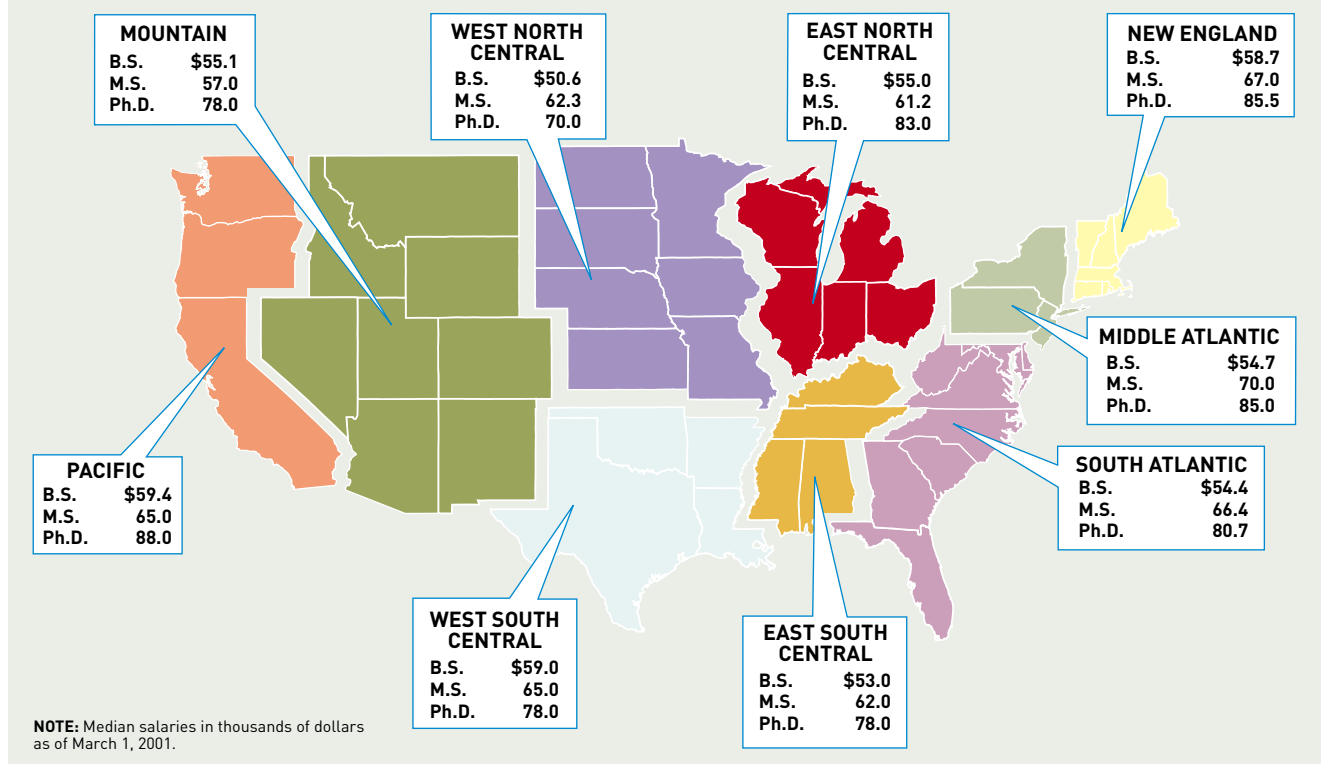 MOUNTAIN
B.S. $55.1
M.S. 57.0
Ph.D. 78.0
WEST NORTH
CENTRAL
B.S. $50.6
M.S. 62.3
Ph.D. 70.0
EAST NORTH
CENTRAL
B.S. $55.0
M.S. 61.2
Ph.D. 83.0
NEW ENGLAND
B.S. $58.7
M.S. 67.0
Ph.D. 85.5
MIDDLE ATLANTIC
B.S. $54.7
M.S. 70.0
Ph.D. 85.0
PACIFIC
B.S. $59.4
M.S. 65.0
Ph.D. 88.0
SOUTH ATLANTIC
B.S. $54.4
M.S. 66.4
Ph.D. 80.7
WEST SOUTH
CENTRAL
B.S. $59.0
M.S. 65.0
Ph.D. 78.0
EAST SOUTH
CENTRAL
B.S. $53.0
M.S. 62.0
Ph.D. 78.0
NOTE: Median salaries in thousands of dollars
as of March 1, 2001.